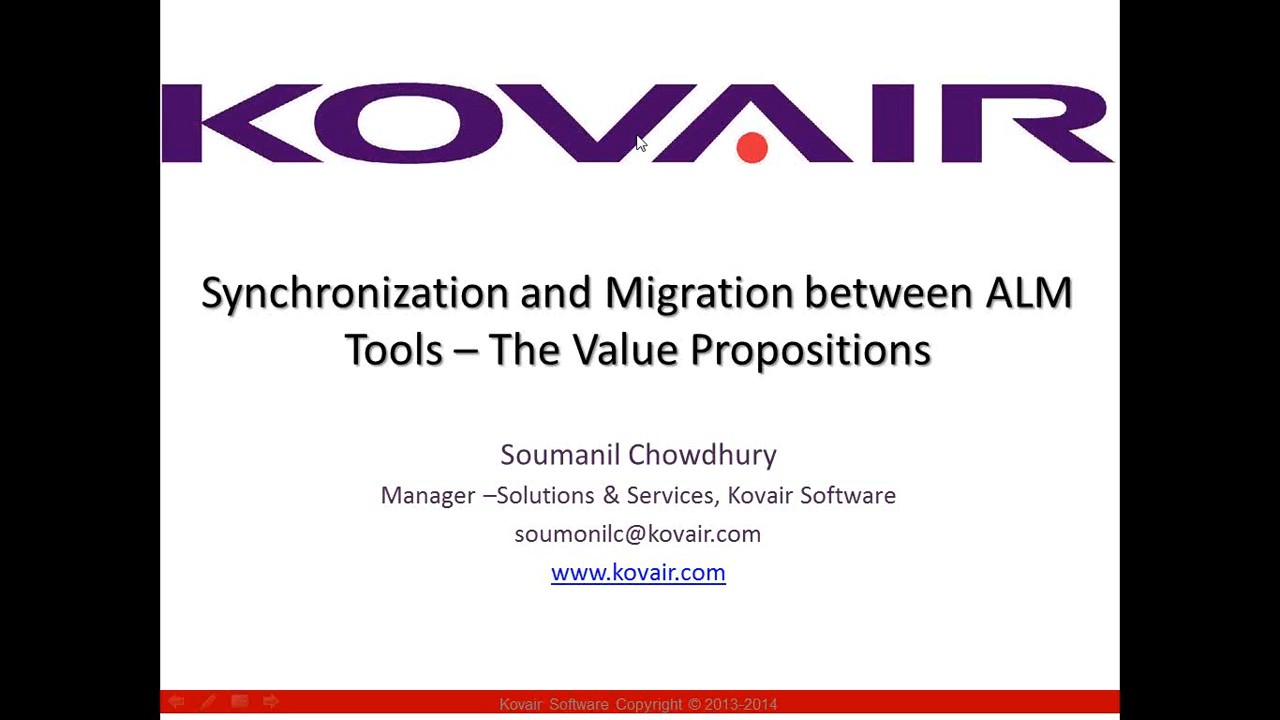 KOVAIR
Synchronization and Migration between ALM
Tools – The Value Propositions
Soumanil Chowdhury
Manager –Solutions & Services, Kovair Software
soumonilc@kovair.com
www.kovair.com
Kovair Software Copyright © 2013-2014